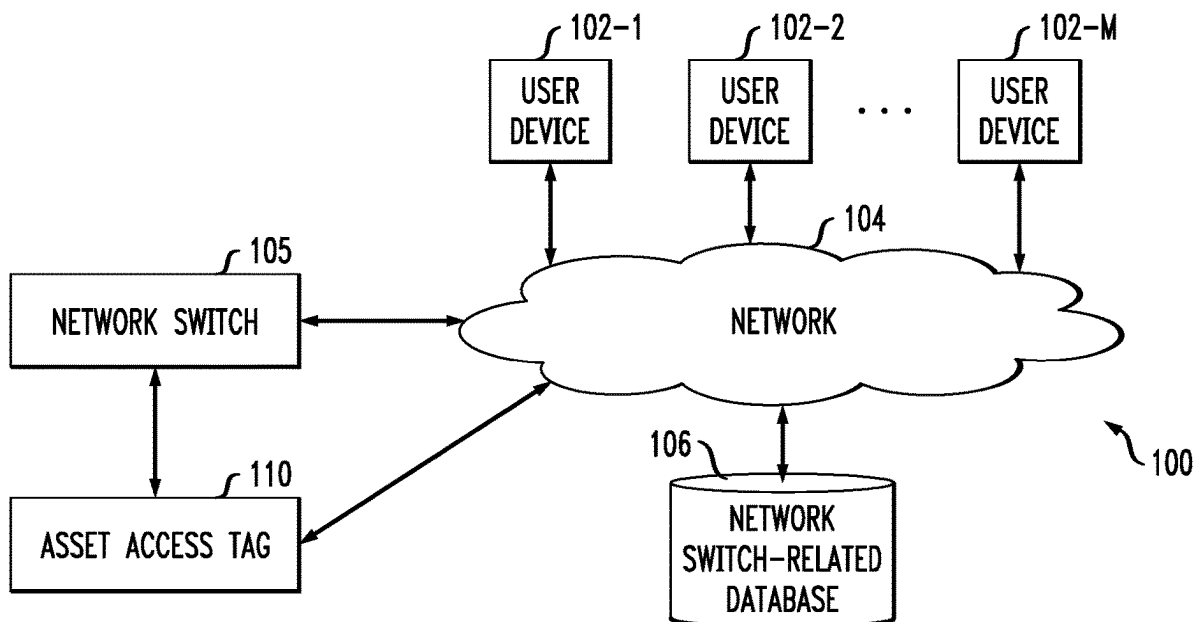 102-1
102-2
102-M
USER
DEVICE
USER
DEVICE
. . .
USER
DEVICE
104
105
NETWORK SWITCH
NETWORK
110
ASSET ACCESS TAG
106
NETWORK
SWITCH-RELATED
DATABASE
100